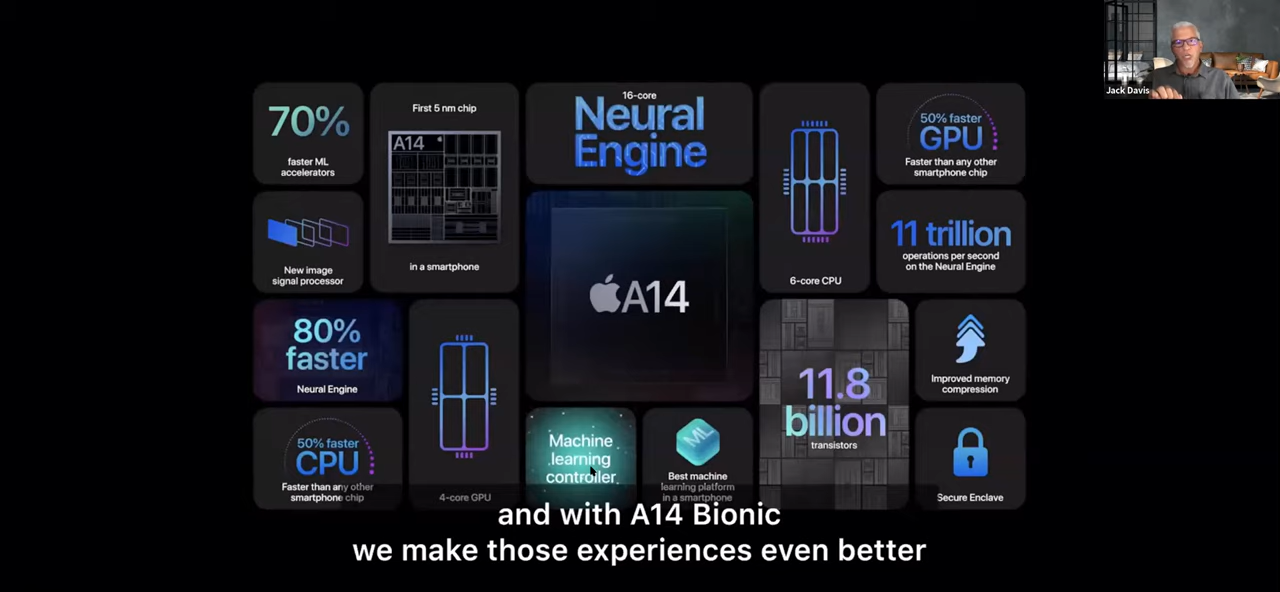 Jack Davis
70%
faster ML
accelerators
First 5 nm chip
A14
in a smartphone
16-core
Neural
Engine
6-core CPU
50% faster
GPU
Faster than any other
smartphone chip
New image
signal processor
A14
11 trillion
operations per second
on the Neural Engine
80%
faster
Neural Engine
4-core GPU
11.8
billion
transistors
Improved memory
compression
50% faster
CPU
Faster than any other
smartphone chip
Machine
learning
controller
ML
Best machine
learning platform
in a smartphone
Secure Enclave
and with A14 Bionic
we make those experiences even better